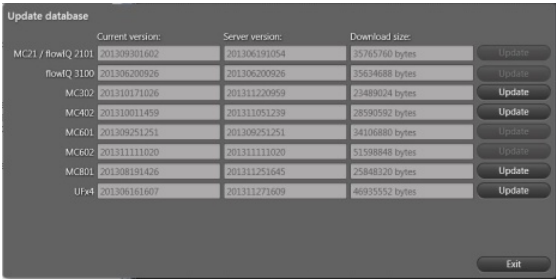 Update database
Current version: Server version: Download size:
MC21 / flowIQ 2101 201309301602 201306191054 35765760 bytes Update
flowIQ 3100 201306200926 201306200926 35634688 bytes Update
MC302 201310171026 201311220959 23489024 bytes Update
MC402 201310011459 201311051239 28590592 bytes Update
MC601 201309251251 201309251251 34106880 bytes Update
MC602 201311111020 201311111020 51598848 bytes Update
MC801 201308191426 201311251645 25848320 bytes Update
UFx4 201306161607 201311271609 46935552 bytes Update
Exit